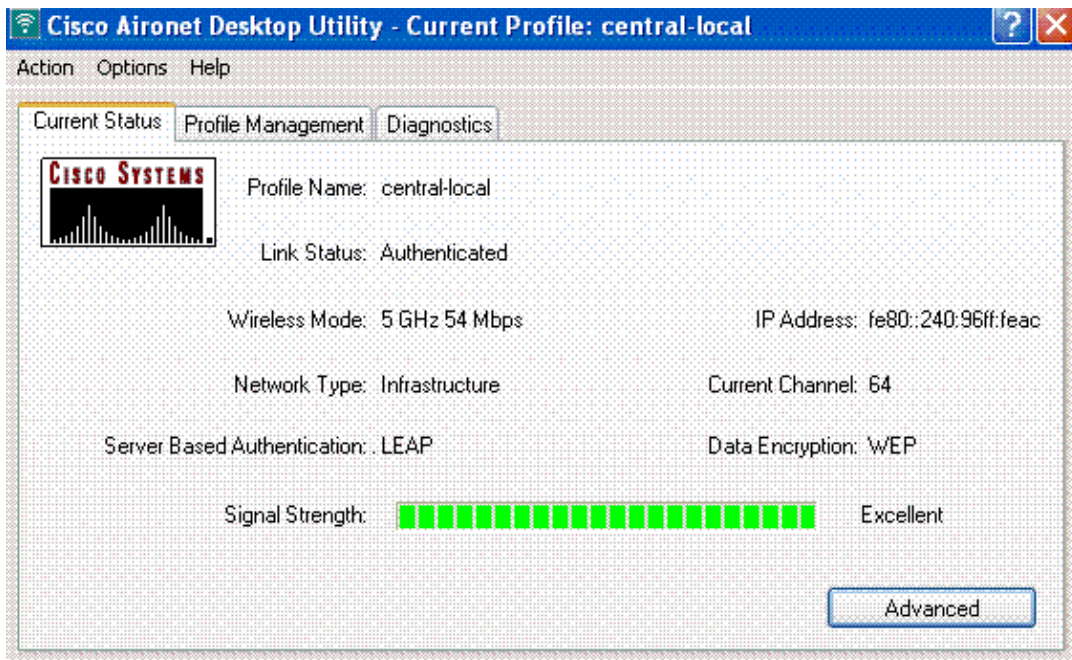 Cisco Aironet Desktop Utility - Current Profile: central-local
Action Options Help
Current Status Profile Management Diagnostics
CISCO SYSTEMS
Profile Name: central-local
Link Status: Authenticated
Wireless Mode: 5 GHz 54 Mbps IP Address: fe80::240:96ff:feac
Network Type: Infrastructure Current Channel: 64
Server Based Authentication: . LEAP Data Encryption: WEP
Signal Strength: Excellent
Advanced